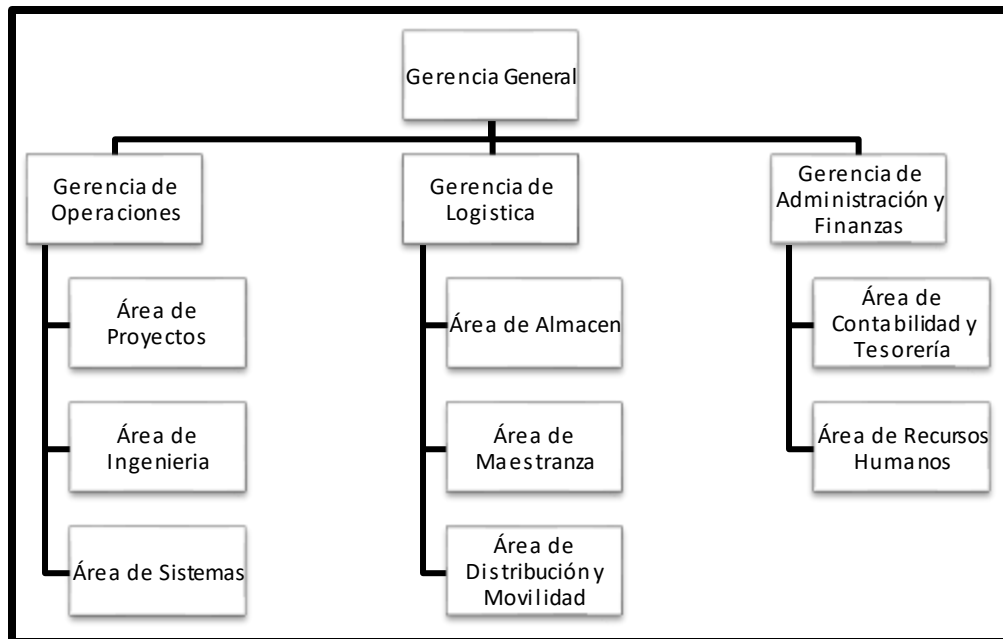 Gerencia General
Gerencia de
Operaciones
Área de
Proyectos
Área de
Ingenieria
Área de Sistemas
Gerencia de
Logistica
Área de Almacen
Área de
Maestranza
Área de
Distribución y
Movilidad
Gerencia de
Administración y
Finanzas
Área de
Contabilidad y
Tesorería
Área de Recursos
Humanos